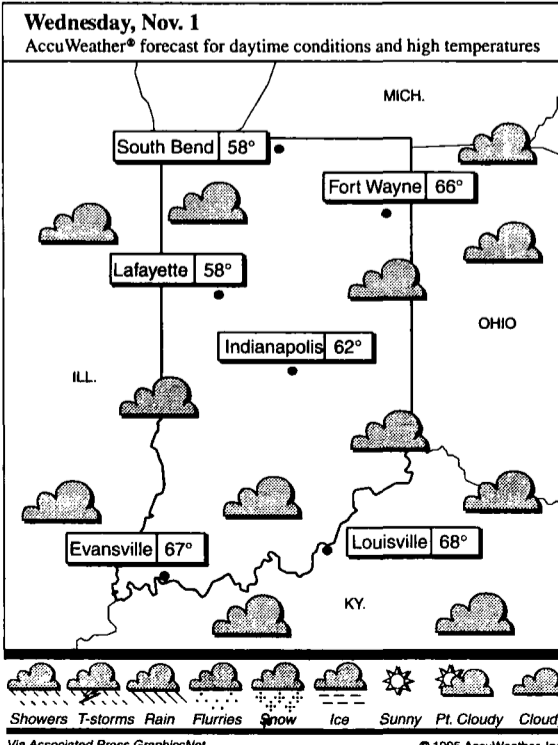 Wednesday, Nov. 1
AccuWeather® forecast for daytime conditions and high temperatures
MICH.
South Bend 58°
Fort Wayne 66°
Lafayette 58°
OHIO
Indianapolis 62°
ILL.
Evansville 67°
Louisville 68°
KY.
Showers T-storms Rain Flurries Snow Ice Sunny Pt. Cloudy Cloudy
Via Associated Press GraphicsNet
© 1995 AccuWeather, Inc